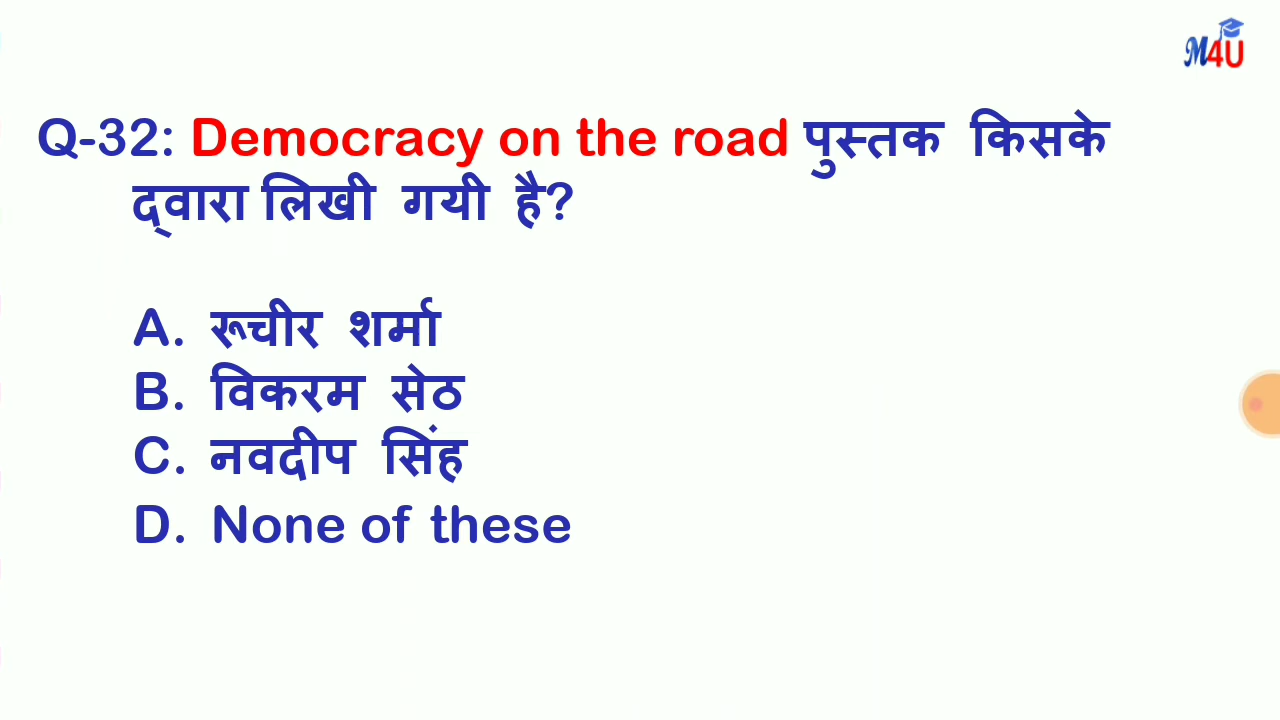 M4U
Q-32: Democracy on the road पुस्तक किसके
द्वारा लिखी गयी है?
A. रूचीर शर्मा
B. विकरम सेठ
C. नवदीप सिंह
D. None of these